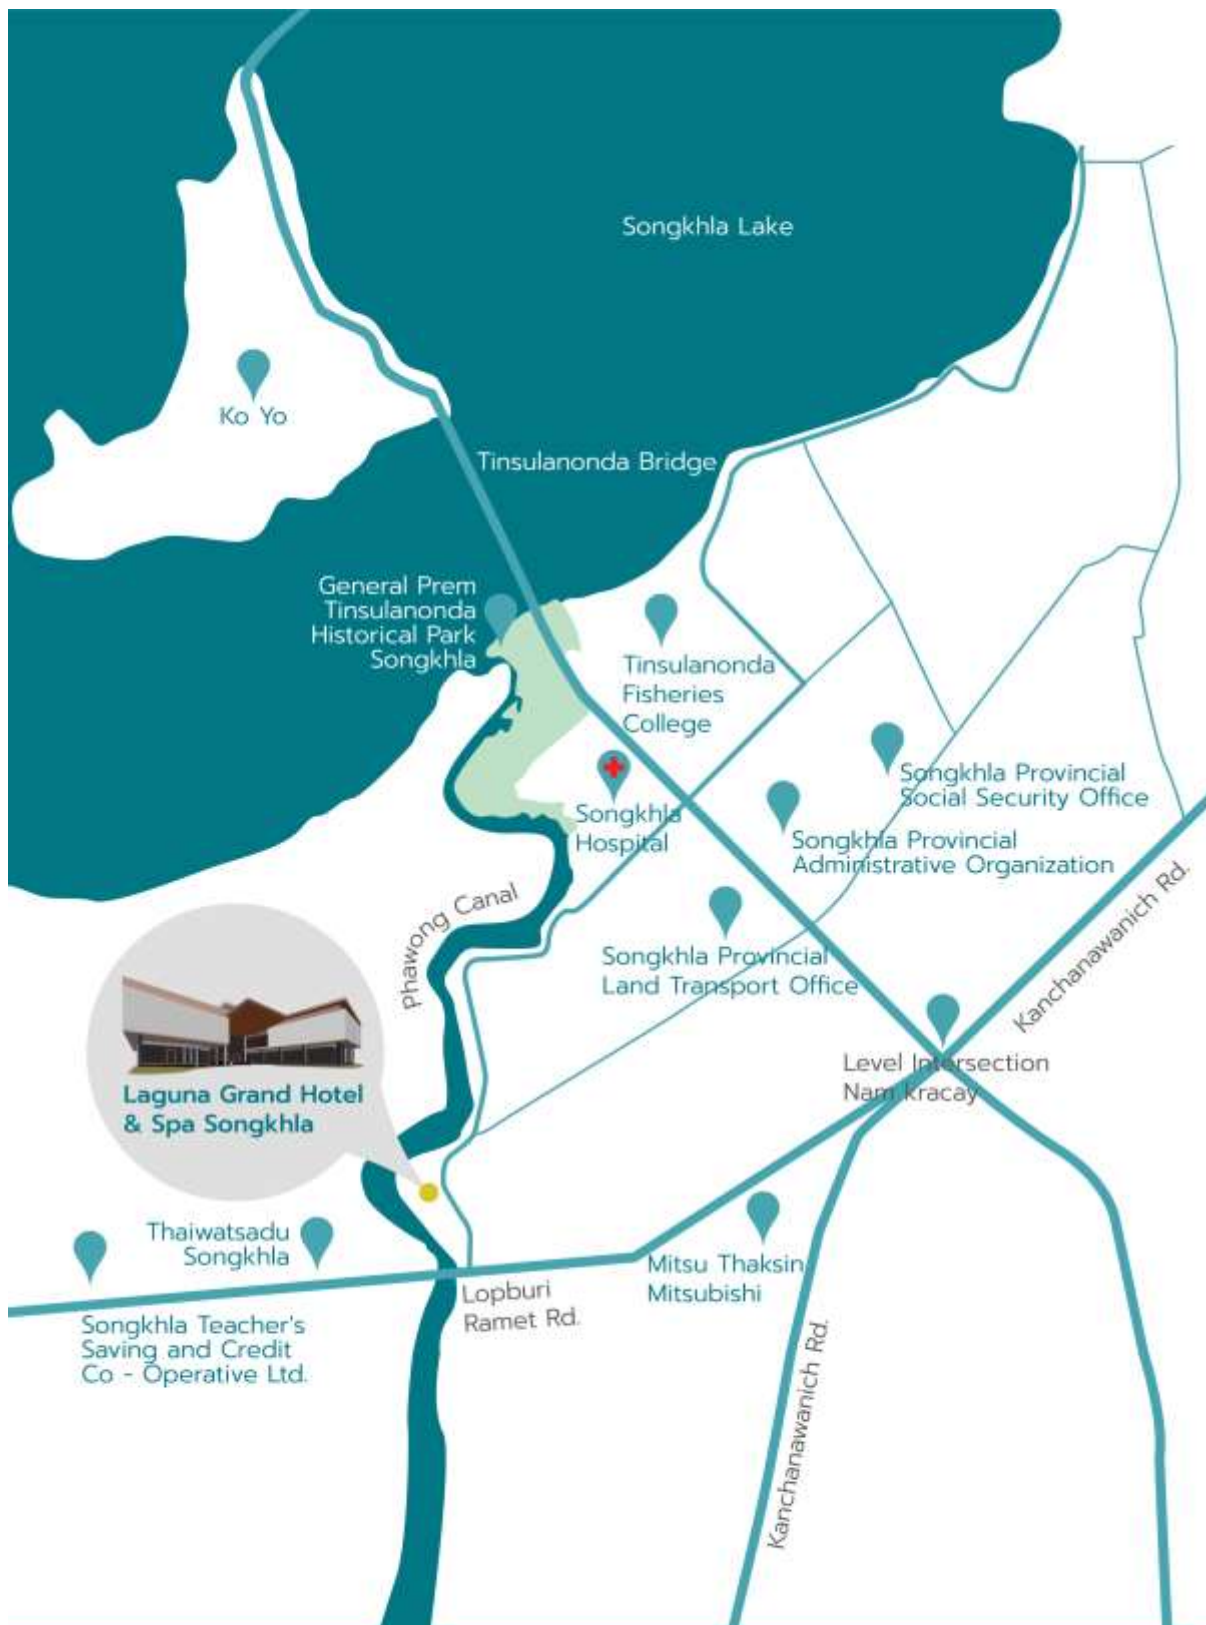 Songkhla Lake
Ko Yo
Tinsulanonda Bridge
General Prem
Tinsulanonda
Historical Park
Songkhla
Tinsulanonda
Fisheries
College
Songkhla Provincial
Social Security Office
Songkhla
Hospital
Songkhla Provincial
Administrative Organization
Kanchanawanich Rd.
Phawong Canal
Songkhla Provincial
Land Transport Office
Level Intersection
Nam kracay
Laguna Grand Hotel
& Spa Songkhla
Thaiwatsadu
Songkhla
Mitsu Thaksin
Mitsubishi
Lopburi
Ramet Rd.
Songkhla Teacher's
Saving and Credit
Co - Operative Ltd.
Kanchanawanich Rd.